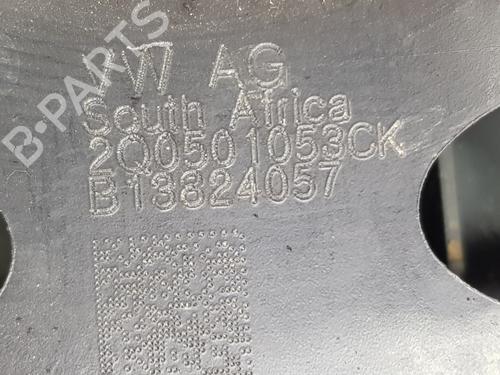 VW AG
South Africa
2Q0501053CK
B13824057
B-PARTS